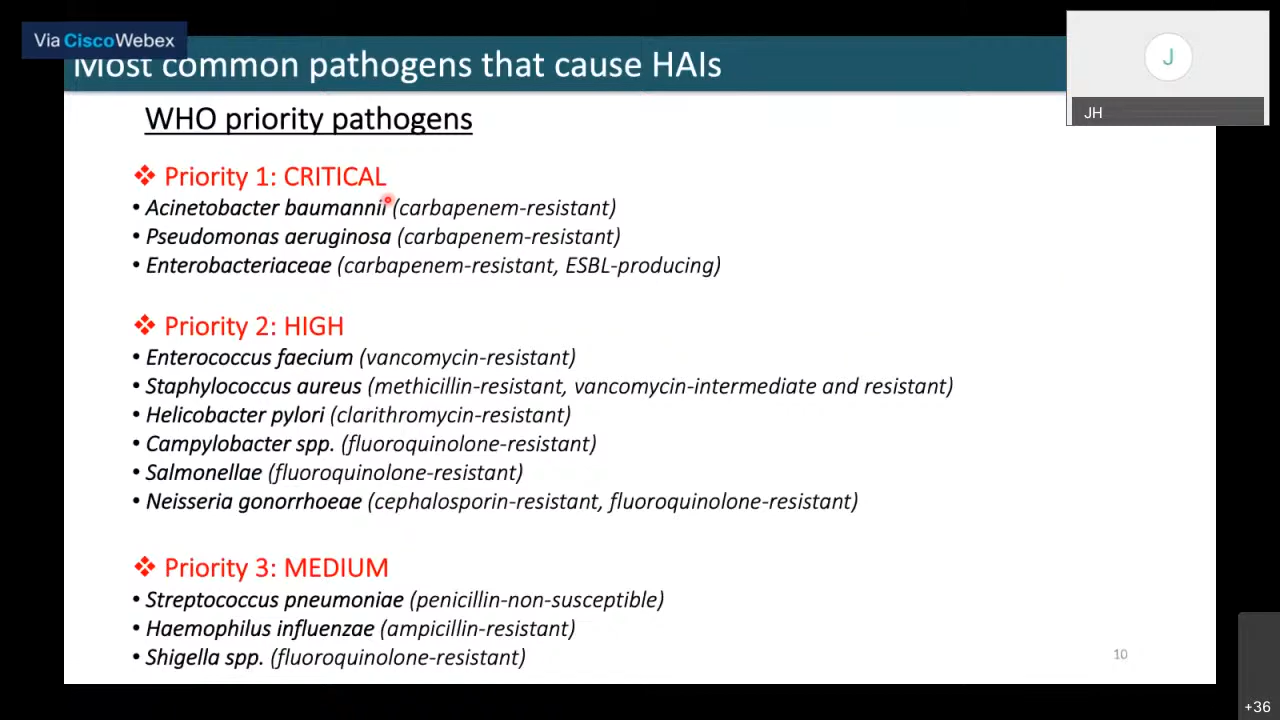 Via CiscoWebex
Most common pathogens that cause HAIs
J
JH
WHO priority pathogens
❖ Priority 1: CRITICAL
• Acinetobacter baumannii (carbapenem-resistant)
• Pseudomonas aeruginosa (carbapenem-resistant)
• Enterobacteriaceae (carbapenem-resistant, ESBL-producing)
❖ Priority 2: HIGH
• Enterococcus faecium (vancomycin-resistant)
• Staphylococcus aureus (methicillin-resistant, vancomycin-intermediate and resistant)
• Helicobacter pylori (clarithromycin-resistant)
• Campylobacter spp. (fluoroquinolone-resistant)
• Salmonellae (fluoroquinolone-resistant)
• Neisseria gonorrhoeae (cephalosporin-resistant, fluoroquinolone-resistant)
❖ Priority 3: MEDIUM
• Streptococcus pneumoniae (penicillin-non-susceptible)
• Haemophilus influenzae (ampicillin-resistant)
• Shigella spp. (fluoroquinolone-resistant)
10
+36